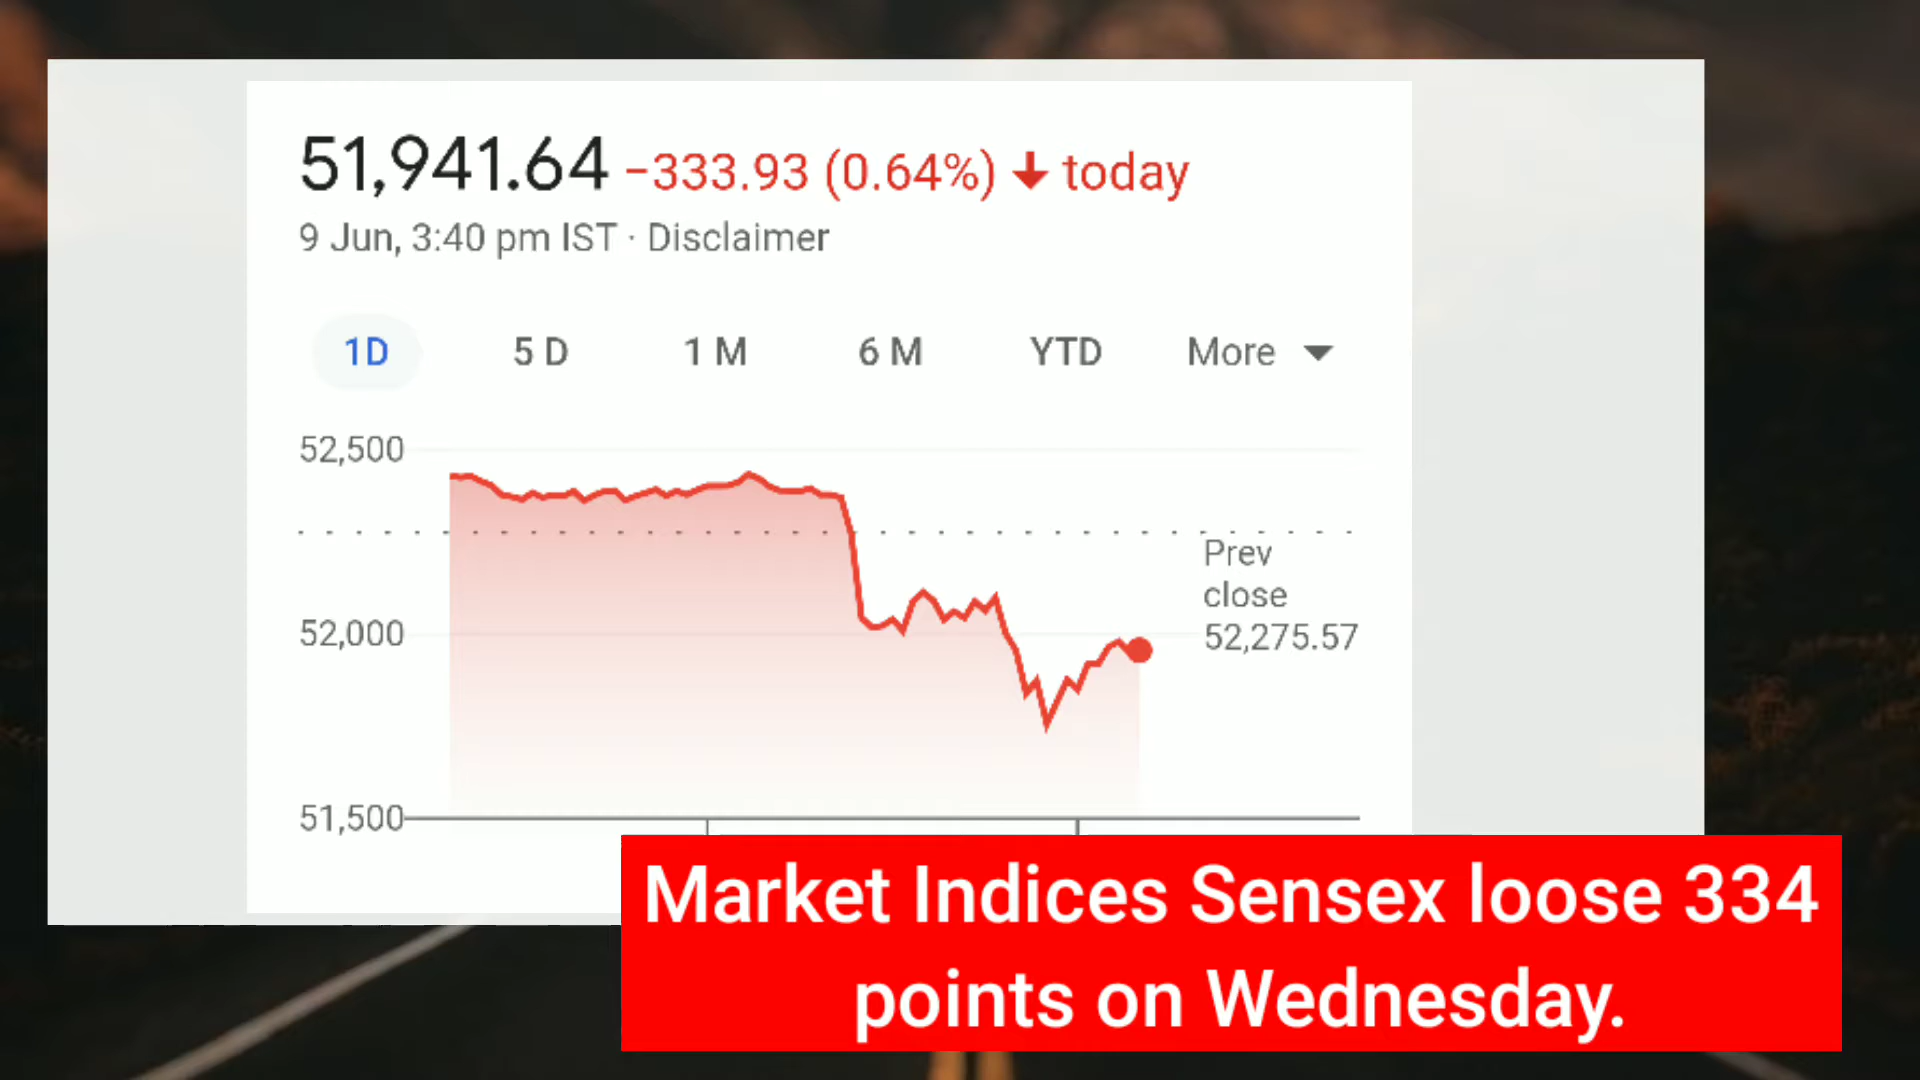 51,941.64 −333.93 (0.64%) ↓ today
9 Jun, 3:40 pm IST · Disclaimer
1D 5 D 1 M 6 M YTD More
52,500
Prev
close
52,000
52,275.57
51,500
Market Indices Sensex loose 334
points on Wednesday.